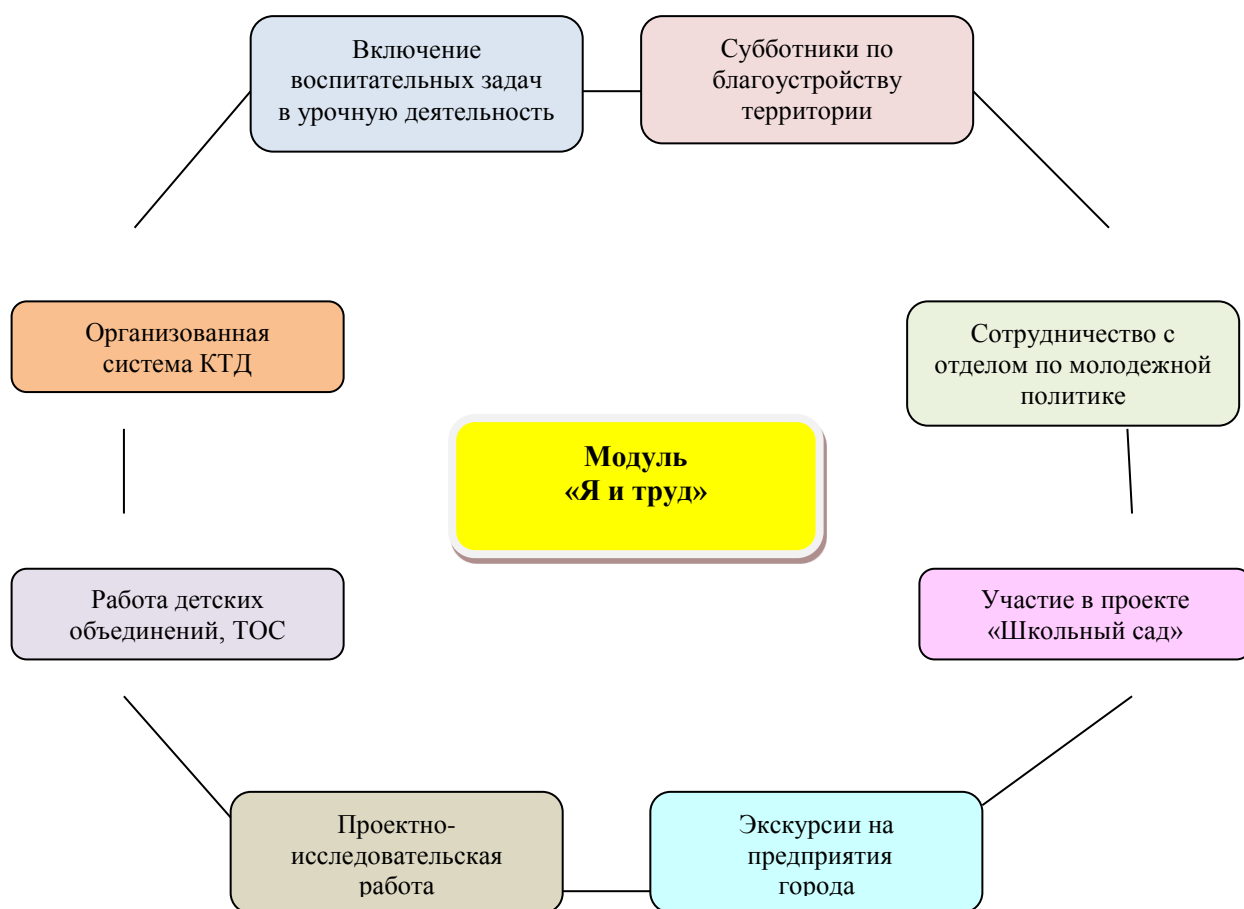 Включение
воспитательных задач
в урочную деятельность
Субботники по
благоустройству
территории
Организованная
система КТД
Сотрудничество с
отделом по молодежной
политике
Модуль
«Я и труд»
Работа детских
объединений, ТОС
Участие в проекте
«Школьный сад»
Проектно-
исследовательская
работа
Экскурсии на
предприятия
города